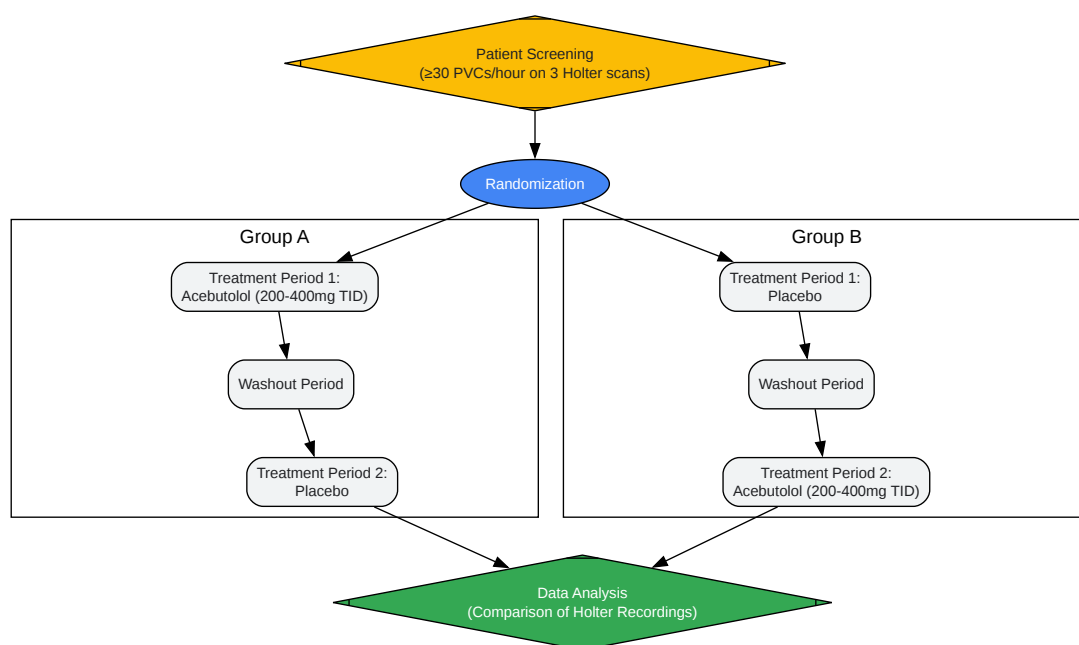 Patient Screening
(≥30 PVCs/hour on 3 Holter scans)
Randomization
Group A
Treatment Period 1:
Acebutolol (200-400mg TID)
Washout Period
Treatment Period 2:
Placebo
Group B
Treatment Period 1:
Placebo
Washout Period
Treatment Period 2:
Acebutolol (200-400mg TID)
Data Analysis
(Comparison of Holter Recordings)